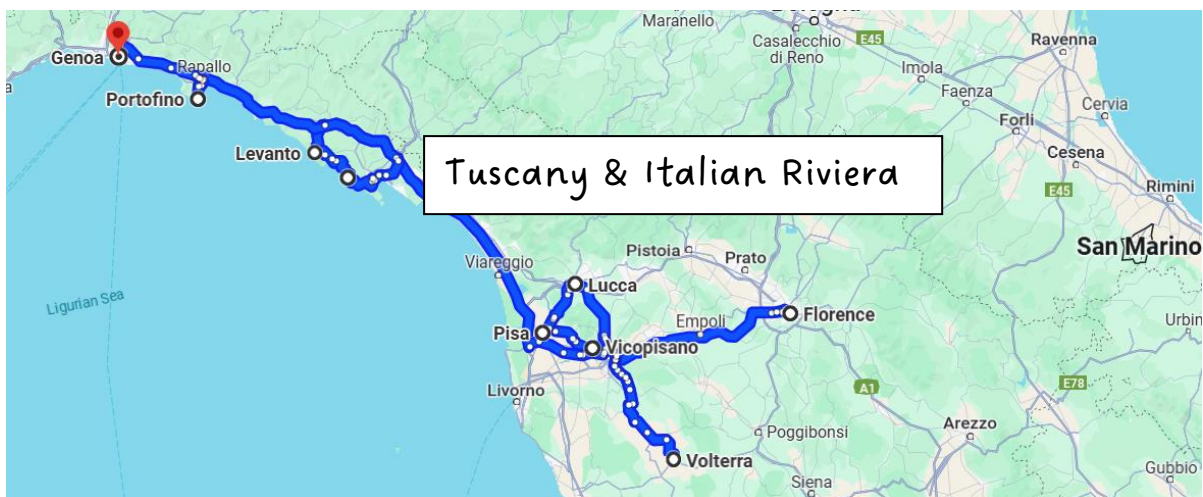 Maranello
Casalecchio
di Reno
E45
Ravenna
Imola
Genoa
Rapallo
Faenza
Cervia
Portofino
Forli
Levanto
Cesena
Tuscany & Italian Riviera
E45
Rimini
San Marino
Pistoia
Prato
Viareggio
Lucca
Ligurian Sea
Florence
Empoli
Pisa
Vicopisano
E78
Livorno
A1
Arezzo
Poggibonsi
Volterra
Siena
Gubbio